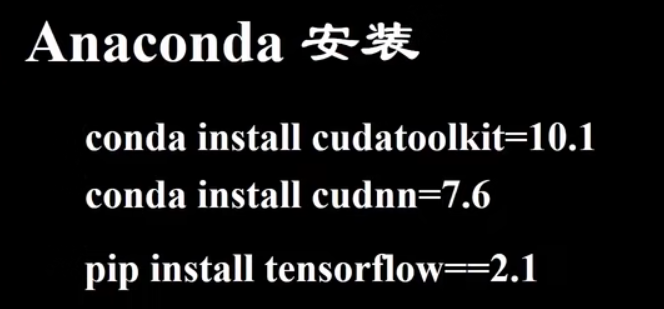 Anaconda 安装
conda install cudatoolkit=10.1
conda install cudnn=7.6
pip install tensorflow==2.1